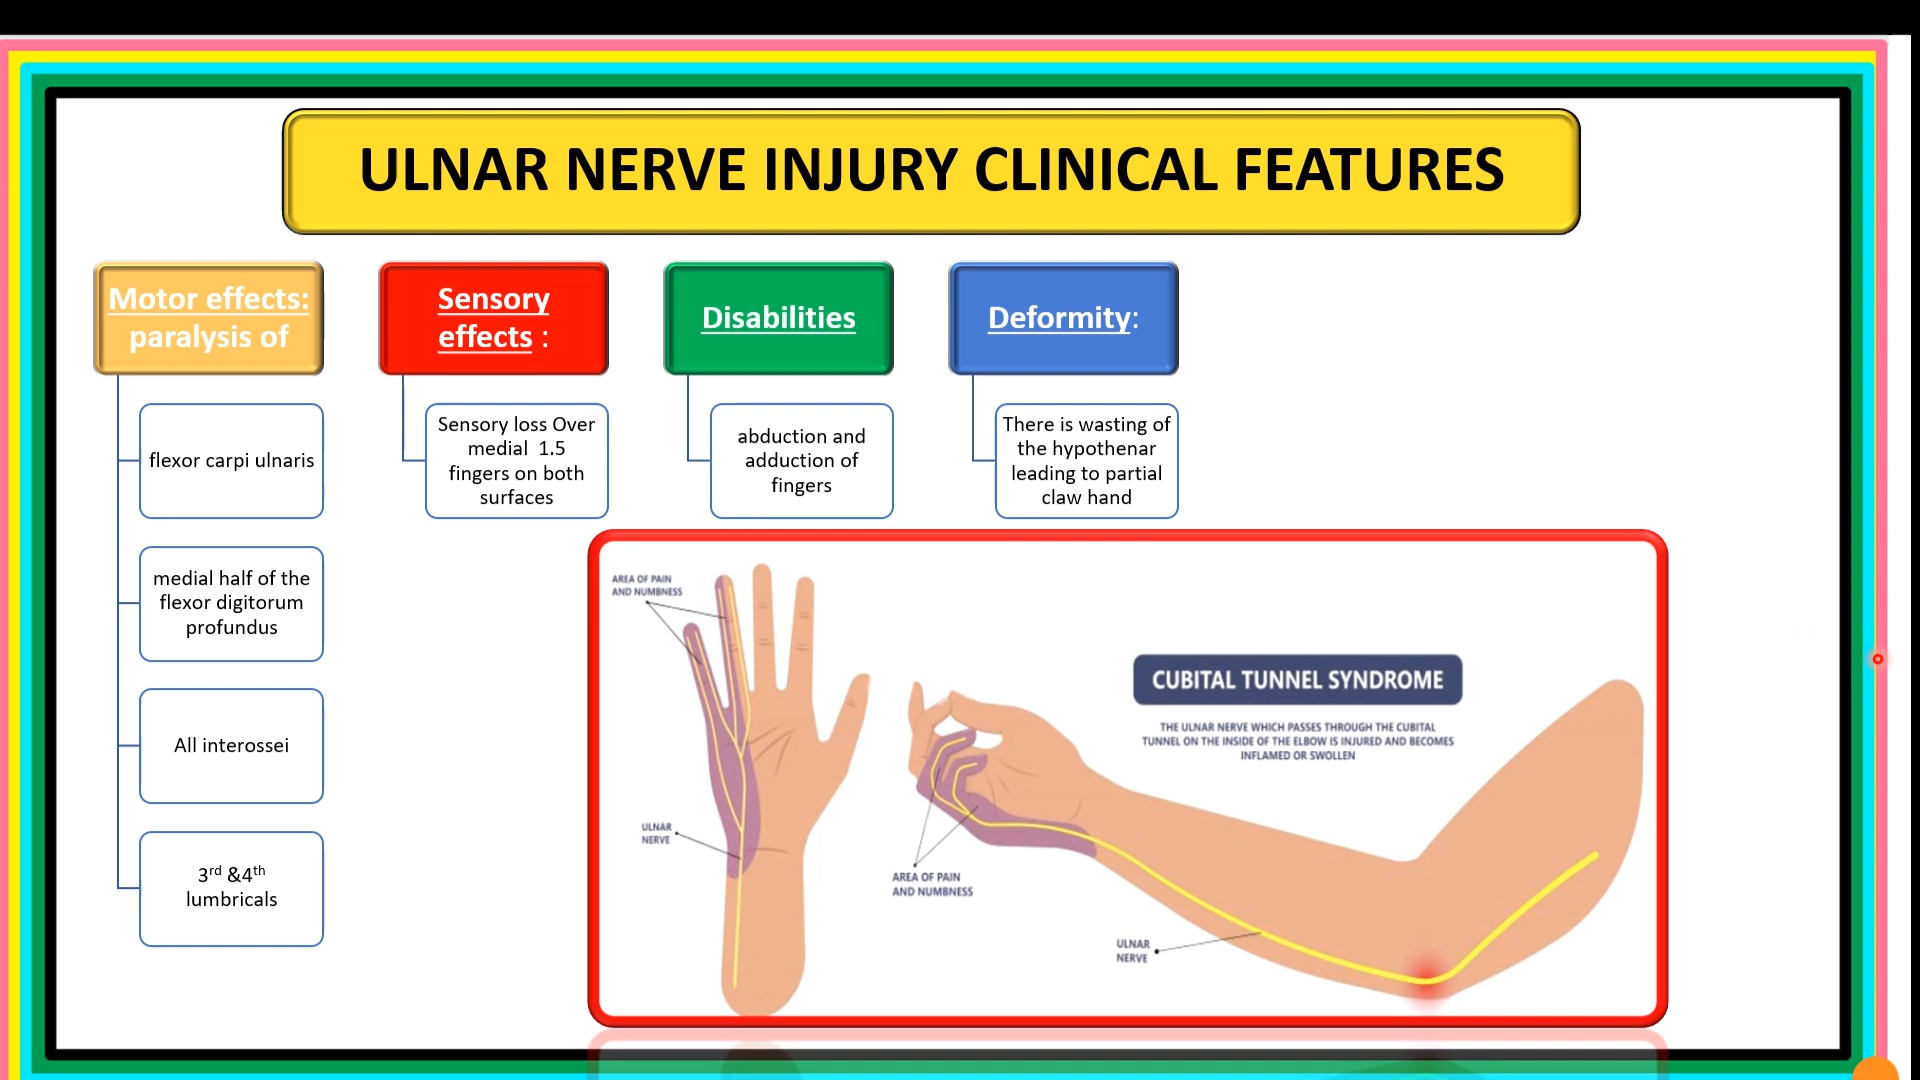 ULNAR NERVE INJURY CLINICAL FEATURES
Motor effects:
paralysis of
flexor carpi ulnaris
medial half of the
flexor digitorum
profundus
All interossei
3rd &4th
lumbricals
Sensory
effects :
Sensory loss Over
medial 1.5
fingers on both
surfaces
Disabilities
abduction and
adduction of
fingers
Deformity:
There is wasting of
the hypothenar
leading to partial
claw hand
AREA OF PAIN
AND NUMBNESS
ULNAR
NERVE
CUBITAL TUNNEL SYNDROME
THE ULNAR NERVE WHICH PASSES THROUGH THE CUBITAL
TUNNEL ON THE INSIDE OF THE ELBOW IS INJURED AND BECOMES
INFLAMED OR SWOLLEN
AREA OF PAIN
AND NUMBNESS
ULNAR
NERVE